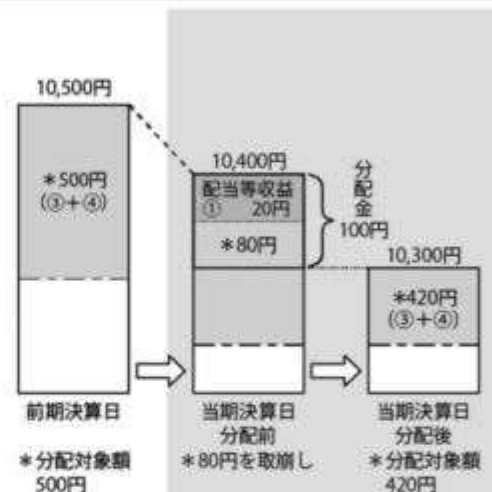 10,500円
*500円
(③+④)
10,400円
配当等収益
① 20円
*80円
分配金
100円
10,300円
*420円
(③+④)
前期決算日
*分配対象額
500円
当期決算日
分配前
*80円を取崩し
当期決算日
分配後
*分配対象額
420円